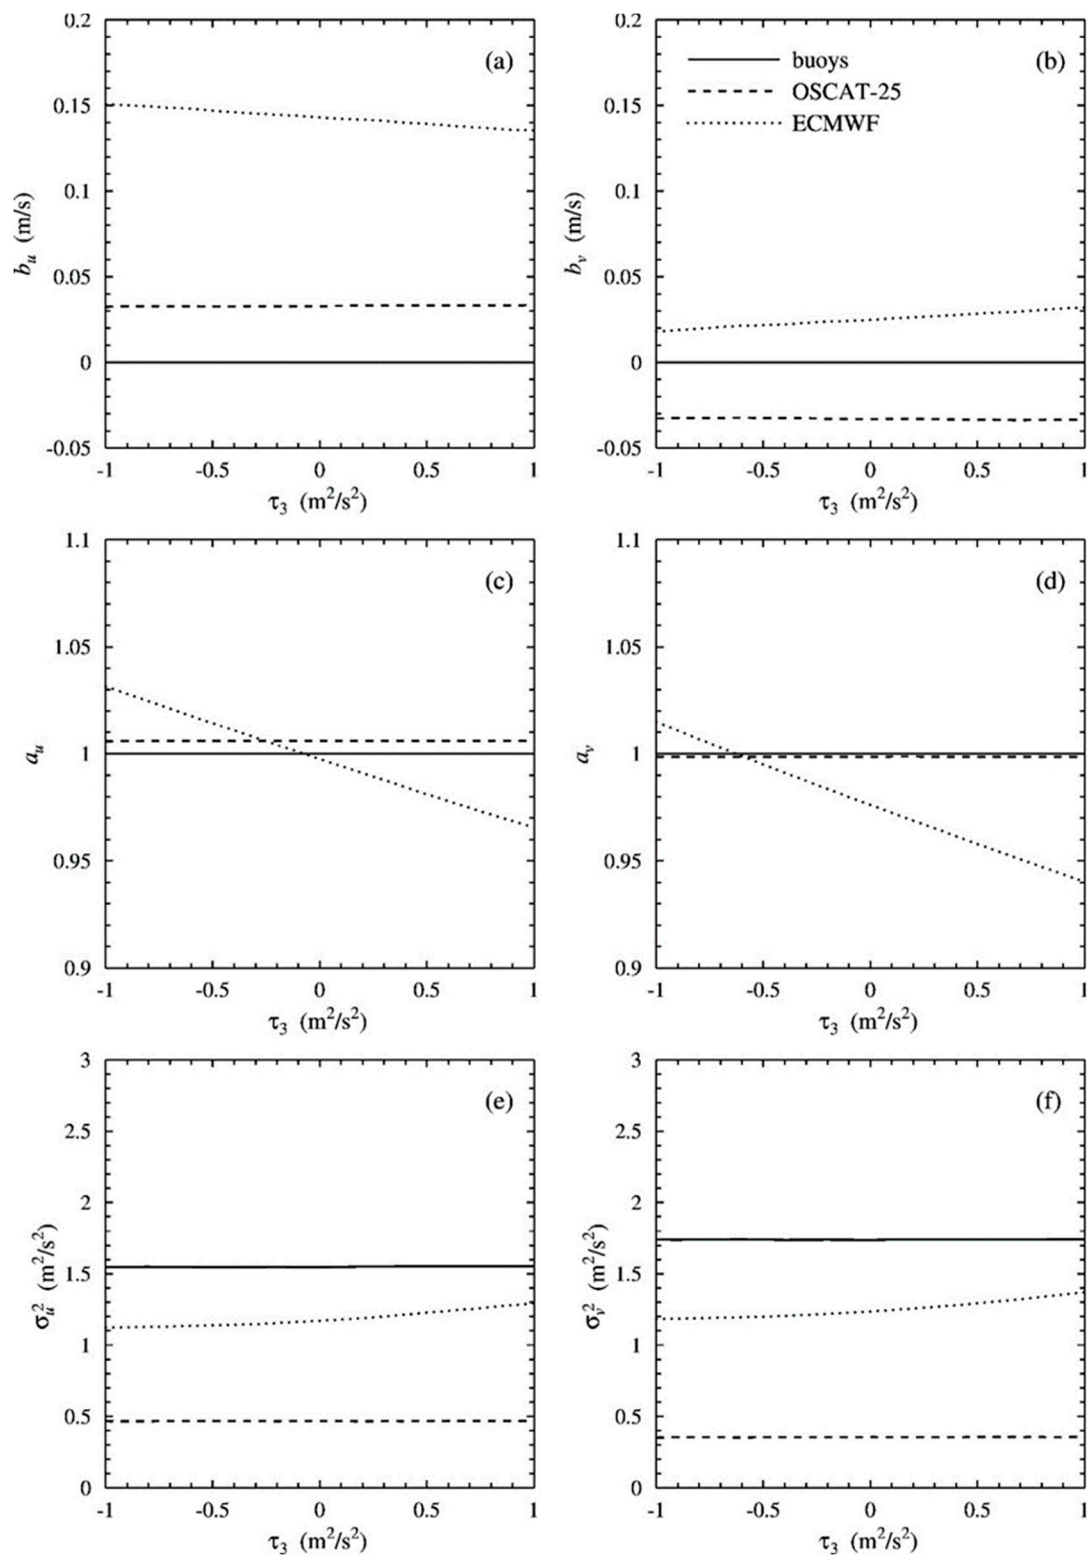 0.2
0.15
0.1
0.05
0
-0.05
b_u (m/s)
(a)
-1 -0.5 0 0.5 1
τ_3 (m^2/s^2)
0.2
0.15
0.1
0.05
0
-0.05
b_v (m/s)
buoys
OSCAT-25
ECMWF
(b)
-1 -0.5 0 0.5 1
τ_3 (m^2/s^2)
1.1
1.05
1
0.95
0.9
a_u
(c)
-1 -0.5 0 0.5 1
τ_3 (m^2/s^2)
1.1
1.05
1
0.95
0.9
a_v
(d)
-1 -0.5 0 0.5 1
τ_3 (m^2/s^2)
3
2.5
2
1.5
1
0.5
0
σ_u^2 (m^2/s^2)
(e)
-1 -0.5 0 0.5 1
τ_3 (m^2/s^2)
3
2.5
2
1.5
1
0.5
0
σ_v^2 (m^2/s^2)
(f)
-1 -0.5 0 0.5 1
τ_3 (m^2/s^2)